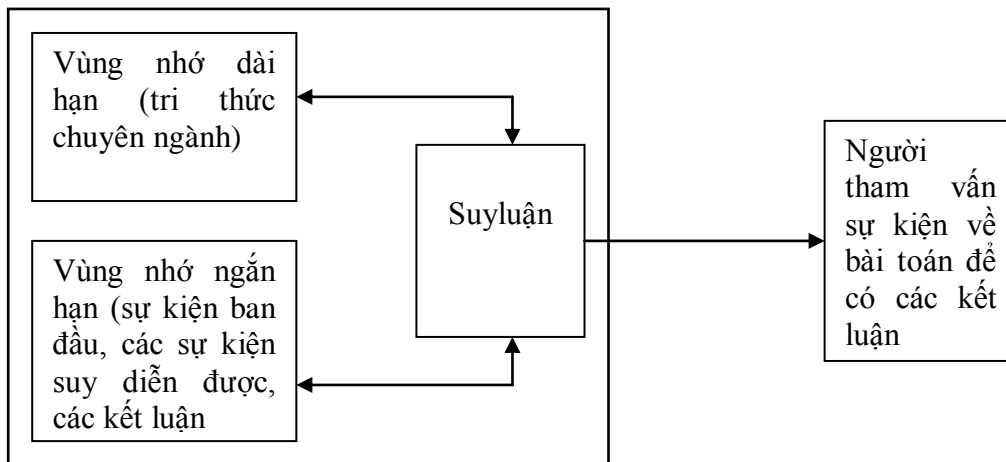 Vùng nhớ dài
hạn (tri thức
chuyên ngành)
Suyluận
Vùng nhớ ngắn
hạn (sự kiện ban
đầu, các sự kiện
suy diễn được,
các kết luận
Người
tham vấn
sự kiện về
bài toán để
có các kết
luận